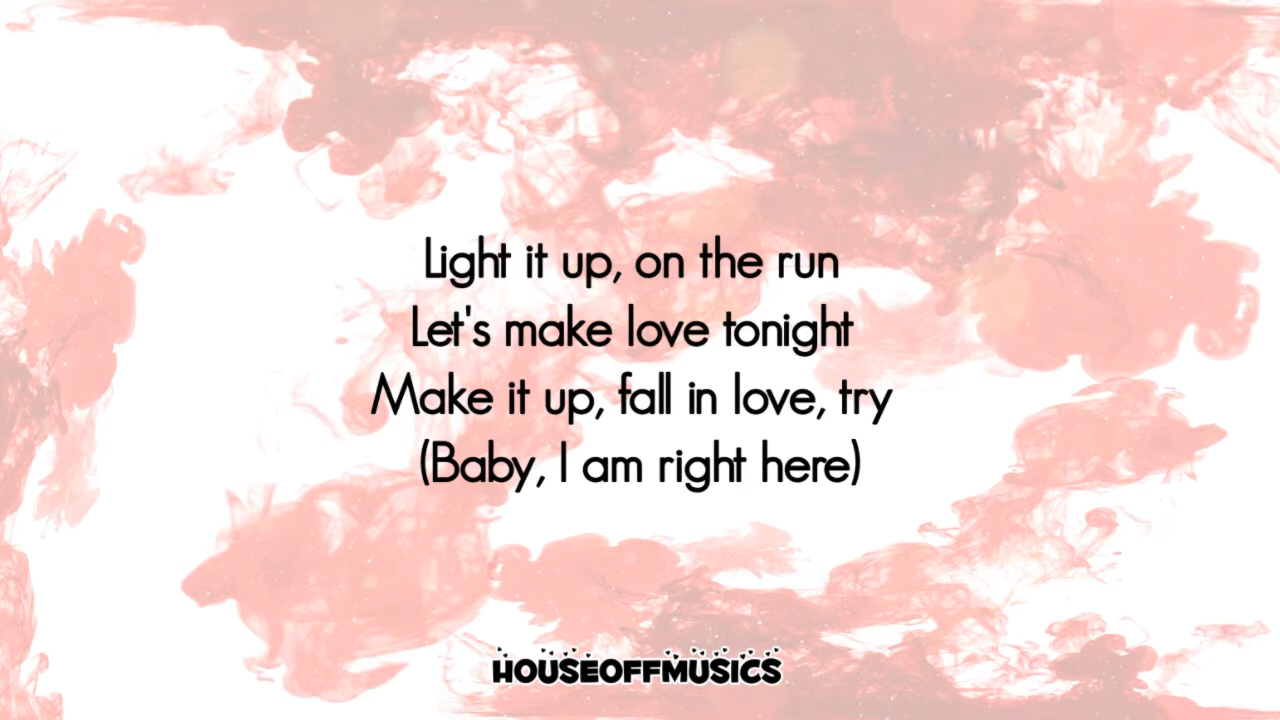 Light it up, on the run
Let's make love tonight
Make it up, fall in love, try
(Baby, I am right here)
HOUSEOFFMUSICS